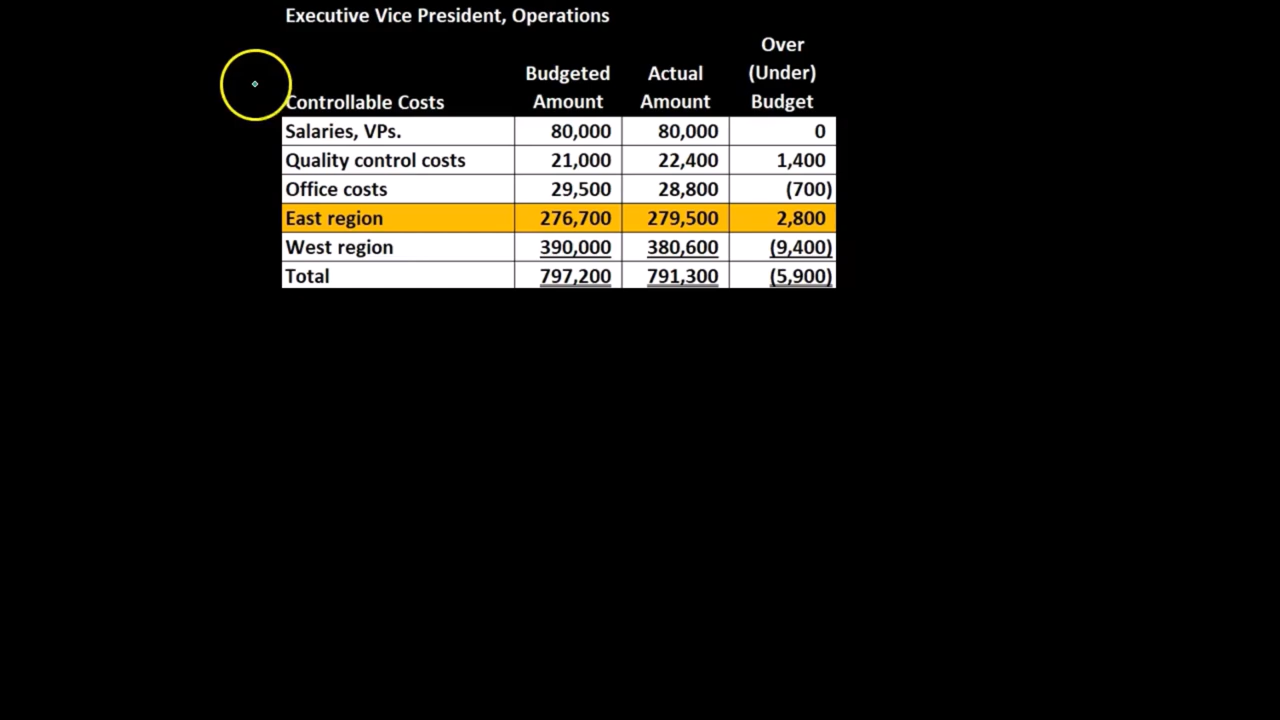 Executive Vice President, Operations
Over
Budgeted Actual (Under)
Controllable Costs Amount Amount Budget
Salaries, VPs. 80,000 80,000 0
Quality control costs 21,000 22,400 1,400
Office costs 29,500 28,800 (700)
East region 276,700 279,500 2,800
West region 390,000 380,600 (9,400)
Total 797,200 791,300 (5,900)